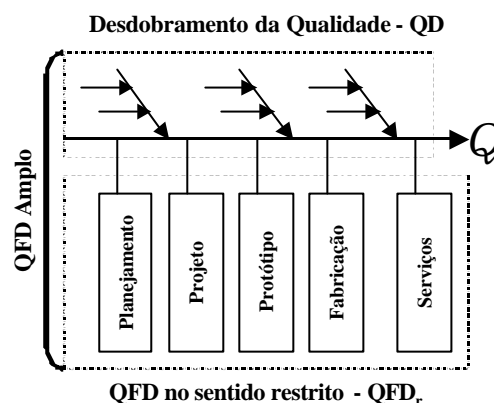 Desdobramento da Qualidade - QD
Q
QFD Amplo
Planejamento
Projeto
Protótipo
Fabricação
Serviços
QFD no sentido restrito - QFDr